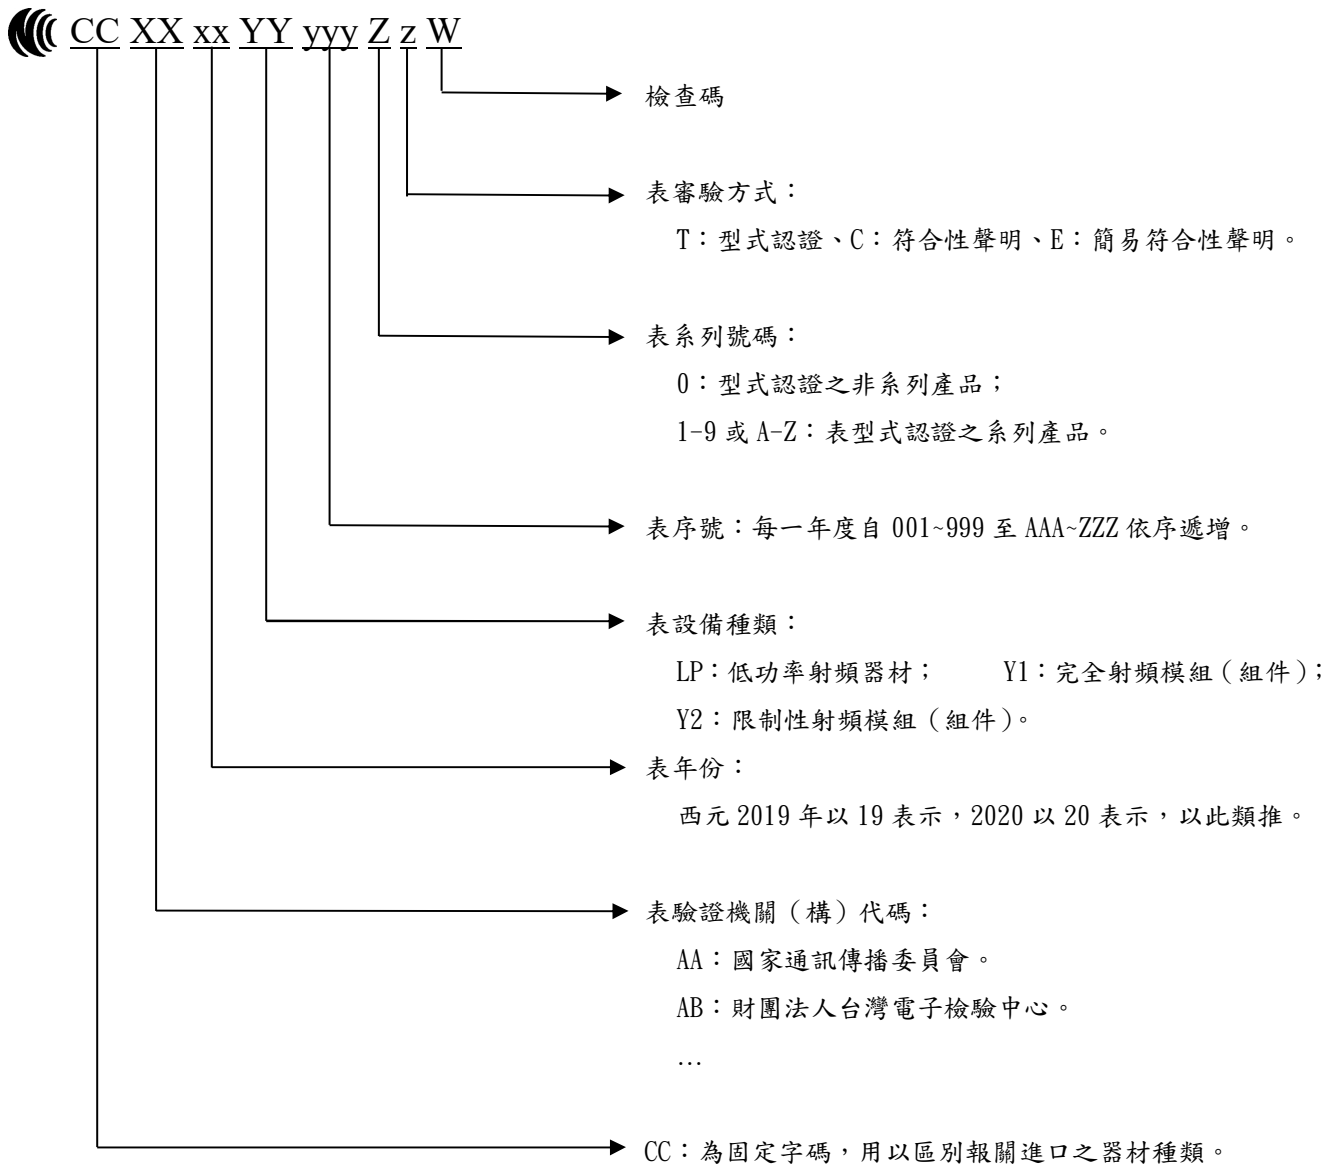 CC XX xx YY yyy Z z W
檢查碼
表審驗方式：
T：型式認證、C：符合性聲明、E：簡易符合性聲明。
表系列號碼：
0：型式認證之非系列產品；
1-9 或 A-Z：表型式認證之系列產品。
表序號：每一年度自 001~999 至 AAA~ZZZ 依序遞增。
表設備種類：
LP：低功率射頻器材； Y1：完全射頻模組（組件）；
Y2：限制性射頻模組（組件）。
表年份：
西元 2019 年以 19 表示，2020 以 20 表示，以此類推。
表驗證機關（構）代碼：
AA：國家通訊傳播委員會。
AB：財團法人台灣電子檢驗中心。
…
CC：為固定字碼，用以區別報關進口之器材種類。